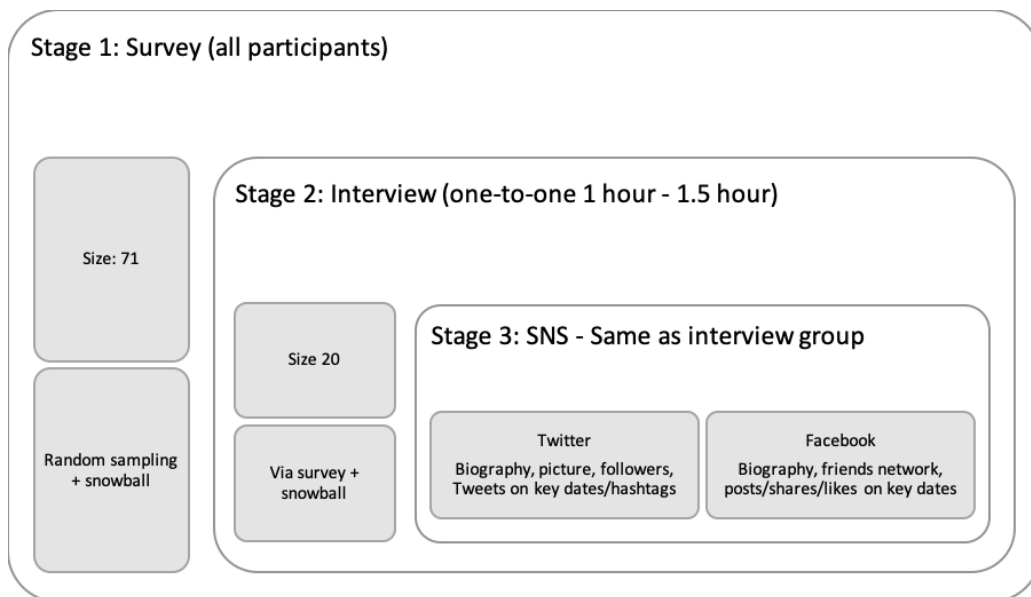 Stage 1: Survey (all participants)
Size: 71
Random sampling
+ snowball
Stage 2: Interview (one-to-one 1 hour - 1.5 hour)
Size 20
Via survey +
snowball
Stage 3: SNS - Same as interview group
Twitter
Biography, picture, followers,
Tweets on key dates/hashtags
Facebook
Biography, friends network,
posts/shares/likes on key dates